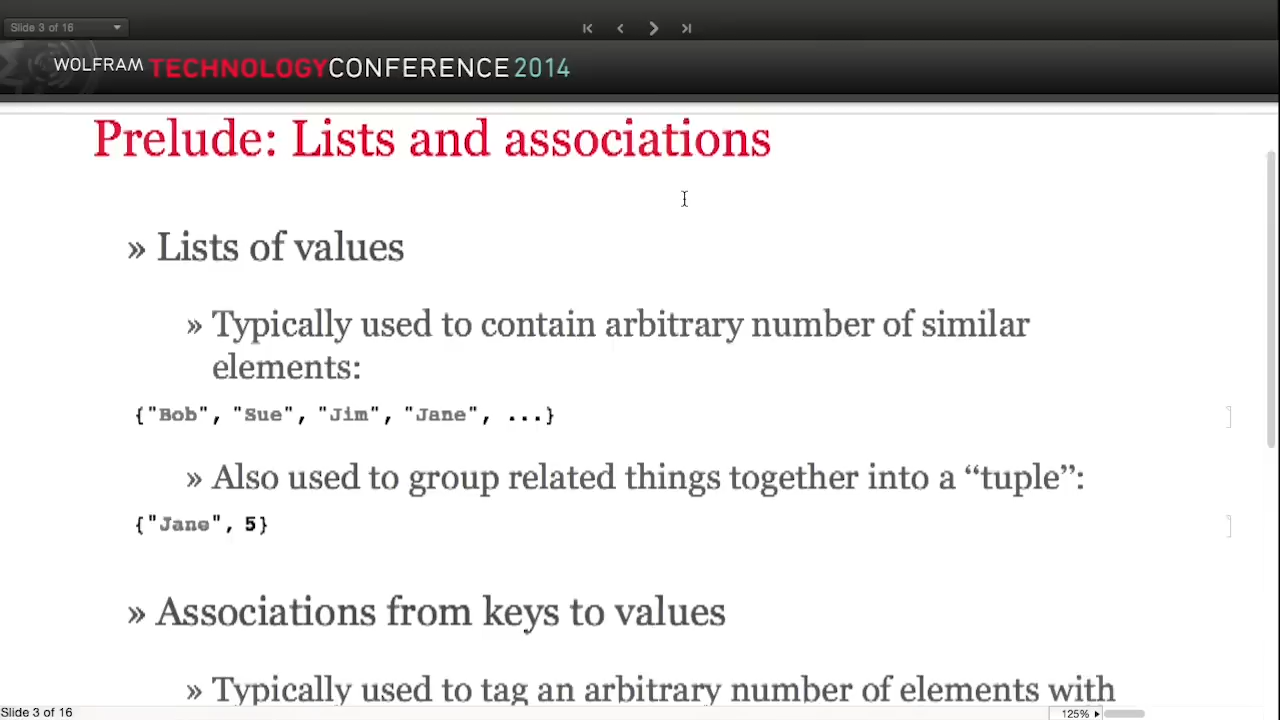 Slide 3 of 16
WOLFRAM TECHNOLOGYCONFERENCE 2014
Prelude: Lists and associations
» Lists of values
» Typically used to contain arbitrary number of similar
elements:
{"Bob", "Sue", "Jim", "Jane", ...}
» Also used to group related things together into a “tuple”:
{"Jane", 5}
» Associations from keys to values
» Typically used to tag an arbitrary number of elements with
Slide 3 of 16
125%